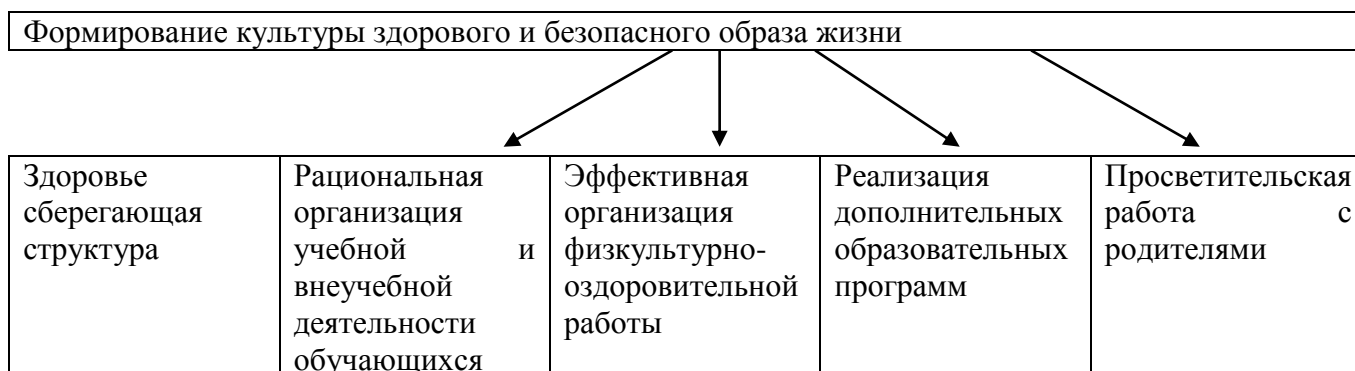 Формирование культуры здорового и безопасного образа жизни
Здоровье
сберегающая
структура
Рациональная
организация
учебной и
внеучебной
деятельности
обучающихся
Эффективная
организация
физкультурно-
оздоровительной
работы
Реализация
дополнительных
образовательных
программ
Просветительская
работа с
родителями